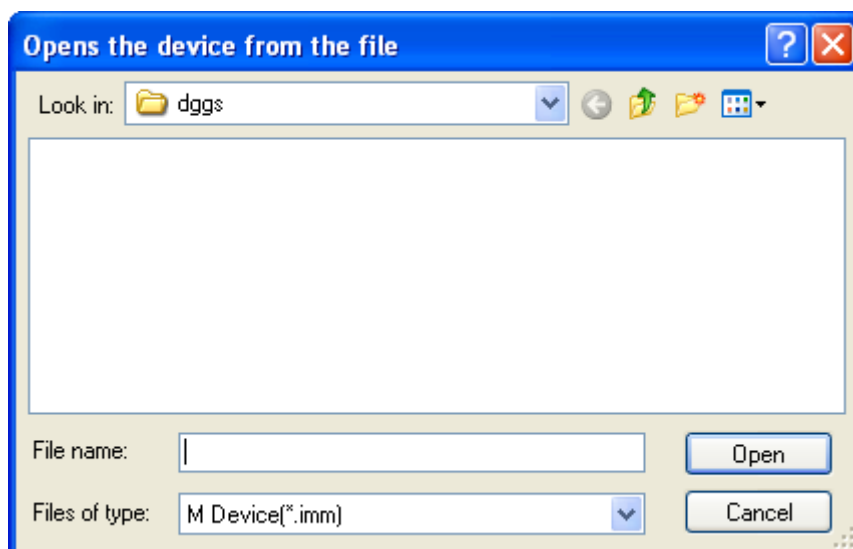 Opens the device from the file
Look in: dggs
File name: Open
Files of type: M Device(*.imm) Cancel